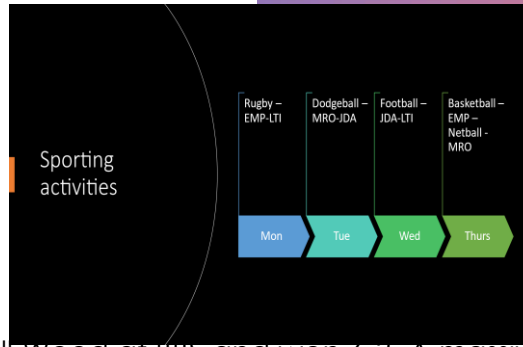 Sporting
activities
Rugby –
EMP-LTI
Dodgeball –
MRO-JDA
Football –
JDA-LTI
Basketball –
EMP –
Netball -
MRO
Mon
Tue
Wed
Thurs